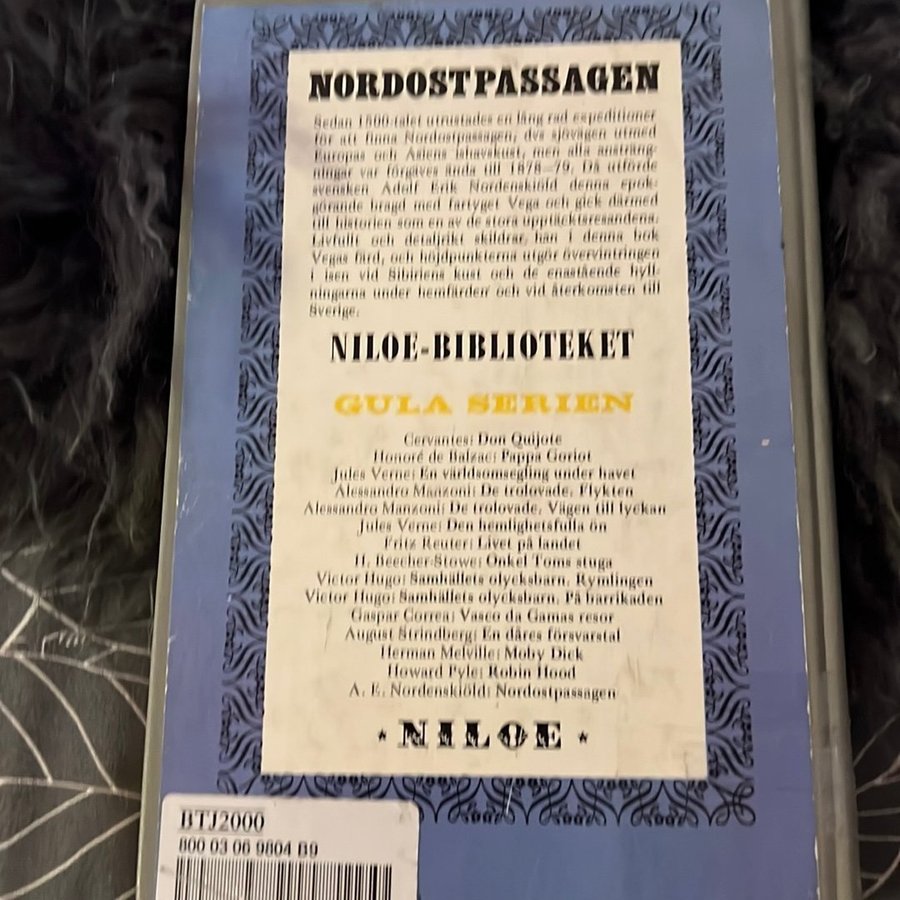 NORDOSTPASSAGEN
Sedan 1500-talet utrustades en lång rad expeditioner
för att finna Nordostpassagen, dvs sjövägen utmed
Europas och Asiens ishavskust, men alla ansträng-
ningar var förgäves ända till 1878–79. Då utförde
svensken Adolf Erik Nordenskiöld denna epok-
görande bragd med fartyget Vega och gick därmed
till historien som en av de stora upptäcktsresandena.
Livfullt och detaljrikt skildrar han i denna bok
Vegas färd, och höjdpunkterna utgör övervintringen
i isen vid Sibiriens kust och de enastående hyll-
ningarna under hemfärden och vid återkomsten till
Sverige.
NILOE-BIBLIOTEKET
GULA SERIEN
Cervantes: Don Quijote
Honoré de Balzac: Pappa Goriot
Jules Verne: En världsomsegling under havet
Alessandro Manzoni: De trolovade. Flykten
Alessandro Manzoni: De trolovade. Vägen till lyckan
Jules Verne: Den hemlighetsfulla ön
Fritz Reuter: Livet på landet
H. Beecher-Stowe: Onkel Toms stuga
Victor Hugo: Samhällets olycksbarn. Rymlingen
Victor Hugo: Samhällets olycksbarn. På barrikaden
Gaspar Correa: Vasco da Gamas resor
August Strindberg: En dåres försvarstal
Herman Melville: Moby Dick
Howard Pyle: Robin Hood
A. E. Nordenskiöld: Nordostpassagen
★ NILOE ★
BTJ2000
800 03 06 9804 B9